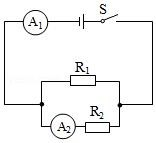 A₁ S
R₁
A₂ R₂